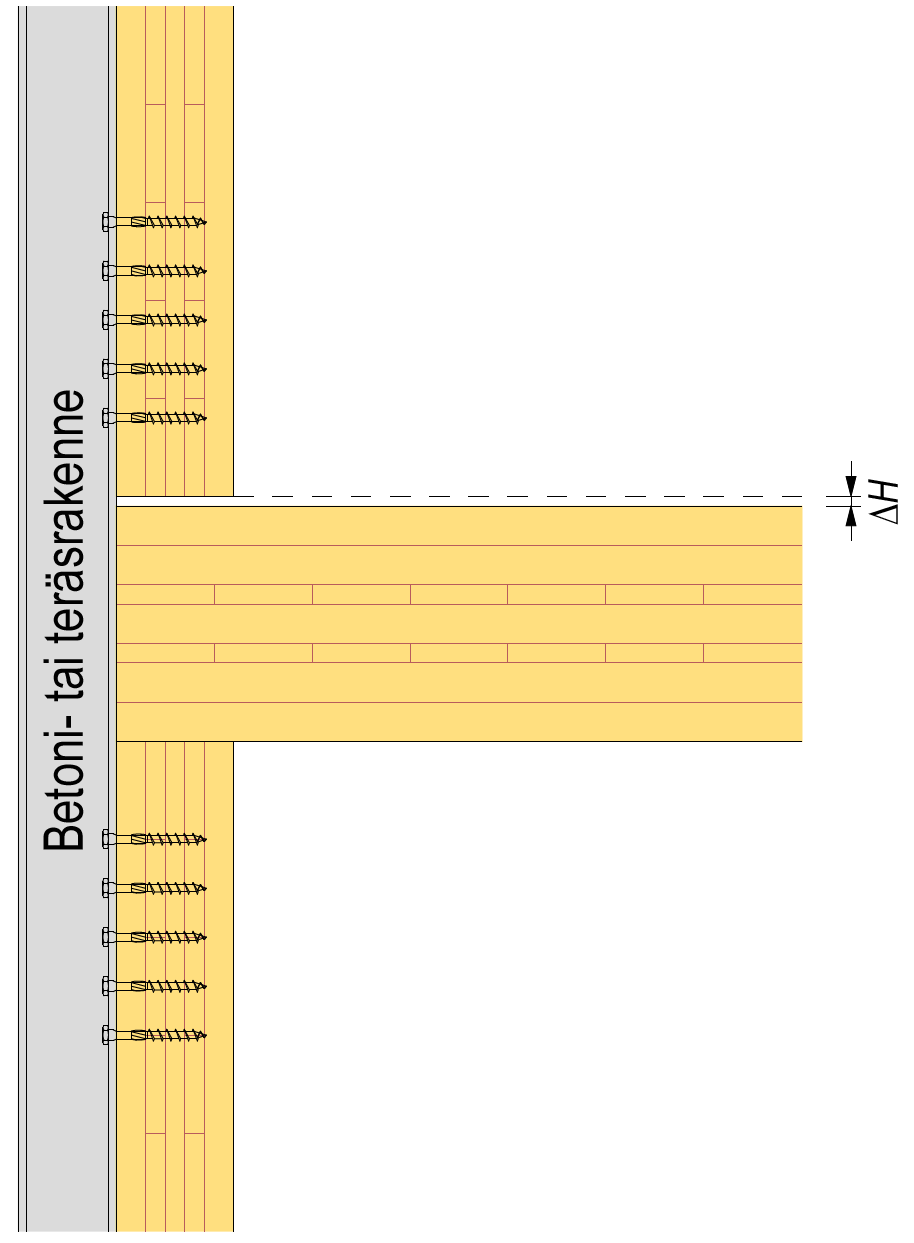 Betoni- tai teräsrakenne
ΔH